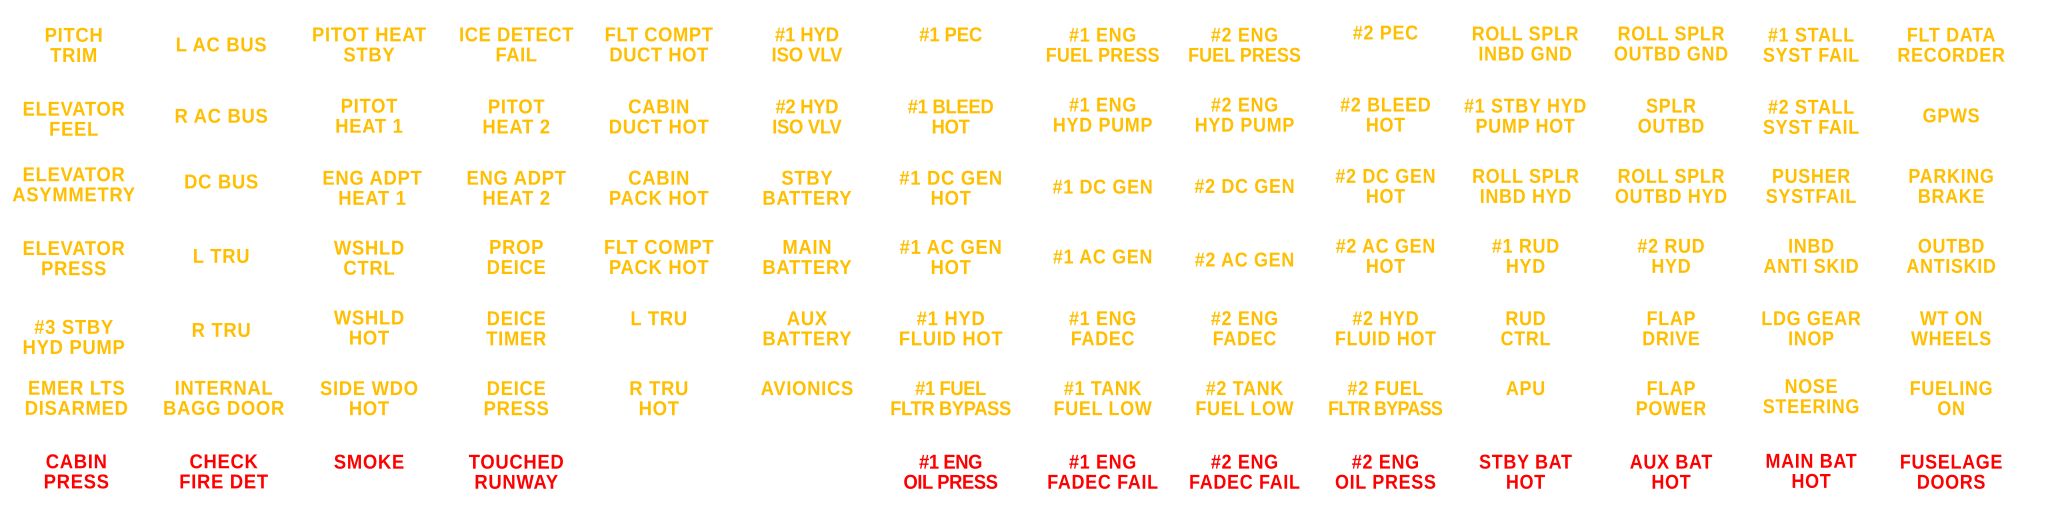 PITCH
TRIM
L AC BUS
PITOT HEAT
STBY
ICE DETECT
FAIL
FLT COMPT
DUCT HOT
#1 HYD
ISO VLV
#1 PEC
#1 ENG
FUEL PRESS
#2 ENG
FUEL PRESS
#2 PEC
ROLL SPLR
INBD GND
ROLL SPLR
OUTBD GND
#1 STALL
SYST FAIL
FLT DATA
RECORDER
ELEVATOR
FEEL
R AC BUS
PITOT
HEAT 1
PITOT
HEAT 2
CABIN
DUCT HOT
#2 HYD
ISO VLV
#1 BLEED
HOT
#1 ENG
HYD PUMP
#2 ENG
HYD PUMP
#2 BLEED
HOT
#1 STBY HYD
PUMP HOT
SPLR
OUTBD
#2 STALL
SYST FAIL
GPWS
ELEVATOR
ASYMMETRY
DC BUS
ENG ADPT
HEAT 1
ENG ADPT
HEAT 2
CABIN
PACK HOT
STBY
BATTERY
#1 DC GEN
HOT
#1 DC GEN
#2 DC GEN
#2 DC GEN
HOT
ROLL SPLR
INBD HYD
ROLL SPLR
OUTBD HYD
PUSHER
SYSTFAIL
PARKING
BRAKE
ELEVATOR
PRESS
L TRU
WSHLD
CTRL
PROP
DEICE
FLT COMPT
PACK HOT
MAIN
BATTERY
#1 AC GEN
HOT
#1 AC GEN
#2 AC GEN
#2 AC GEN
HOT
#1 RUD
HYD
#2 RUD
HYD
INBD
ANTI SKID
OUTBD
ANTISKID
#3 STBY
HYD PUMP
R TRU
WSHLD
HOT
DEICE
TIMER
L TRU
AUX
BATTERY
#1 HYD
FLUID HOT
#1 ENG
FADEC
#2 ENG
FADEC
#2 HYD
FLUID HOT
RUD
CTRL
FLAP
DRIVE
LDG GEAR
INOP
WT ON
WHEELS
EMER LTS
DISARMED
INTERNAL
BAGG DOOR
SIDE WDO
HOT
DEICE
PRESS
R TRU
HOT
AVIONICS
#1 FUEL
FLTR BYPASS
#1 TANK
FUEL LOW
#2 TANK
FUEL LOW
#2 FUEL
FLTR BYPASS
APU
FLAP
POWER
NOSE
STEERING
FUELING
ON
CABIN
PRESS
CHECK
FIRE DET
SMOKE
TOUCHED
RUNWAY
#1 ENG
OIL PRESS
#1 ENG
FADEC FAIL
#2 ENG
FADEC FAIL
#2 ENG
OIL PRESS
STBY BAT
HOT
AUX BAT
HOT
MAIN BAT
HOT
FUSELAGE
DOORS